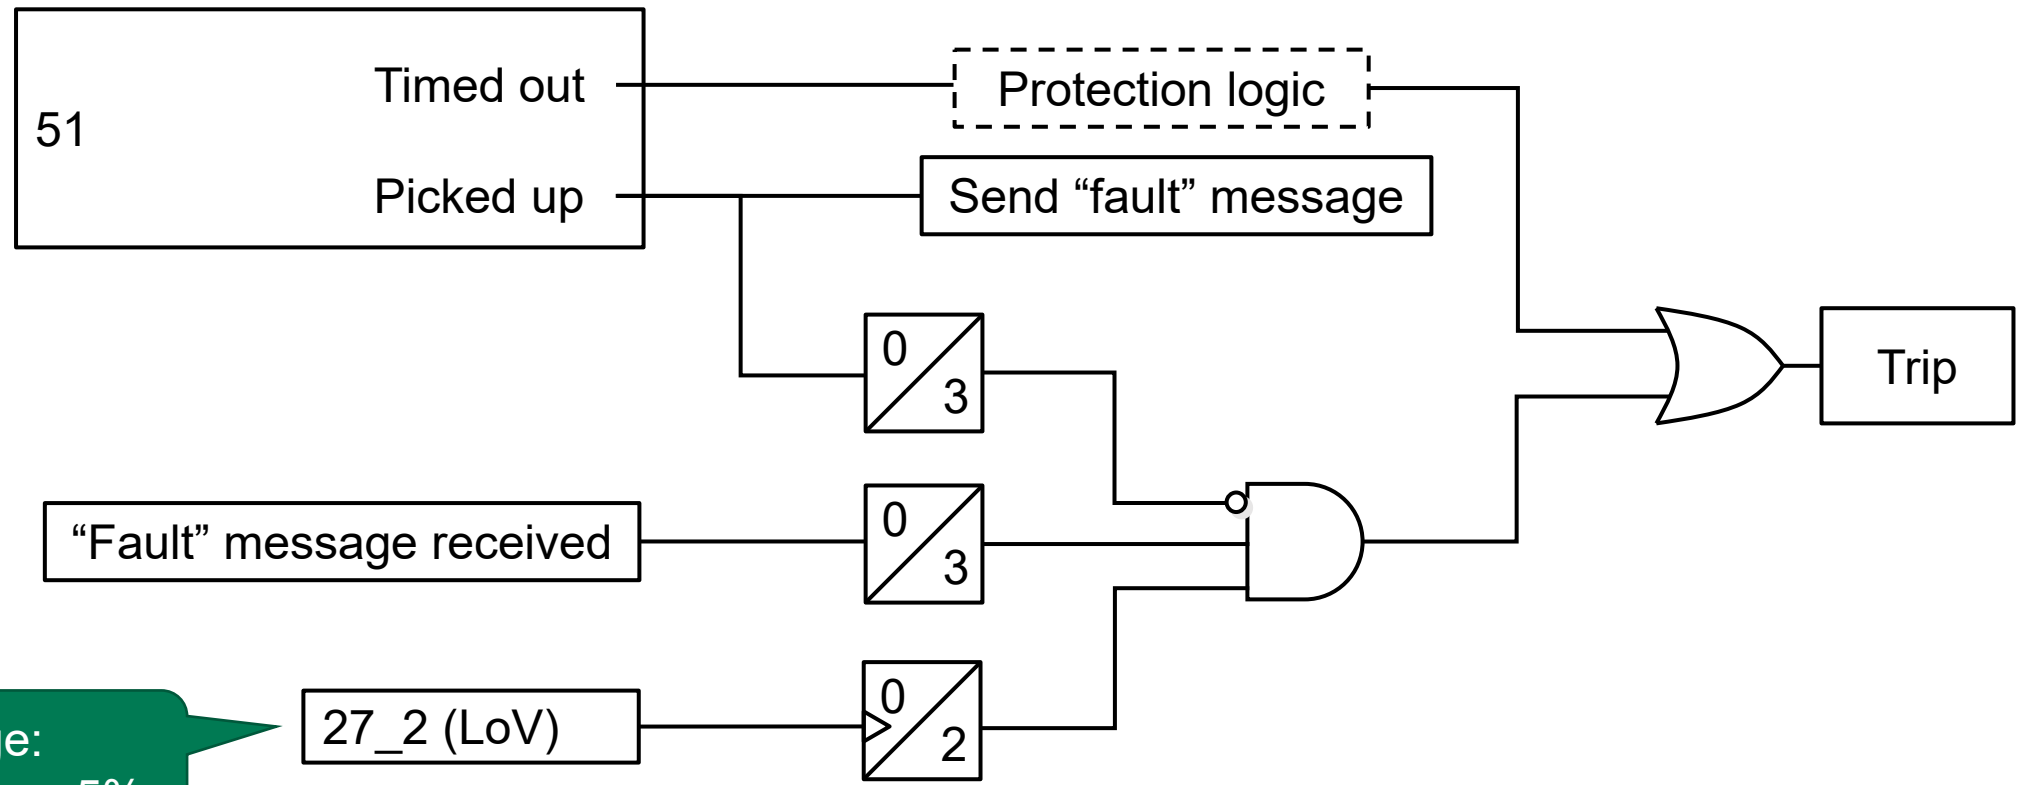 51
Timed out
Protection logic
Picked up
Send “fault” message
0
3
Trip
“Fault” message received
0
3
27_2 (LoV)
0
2